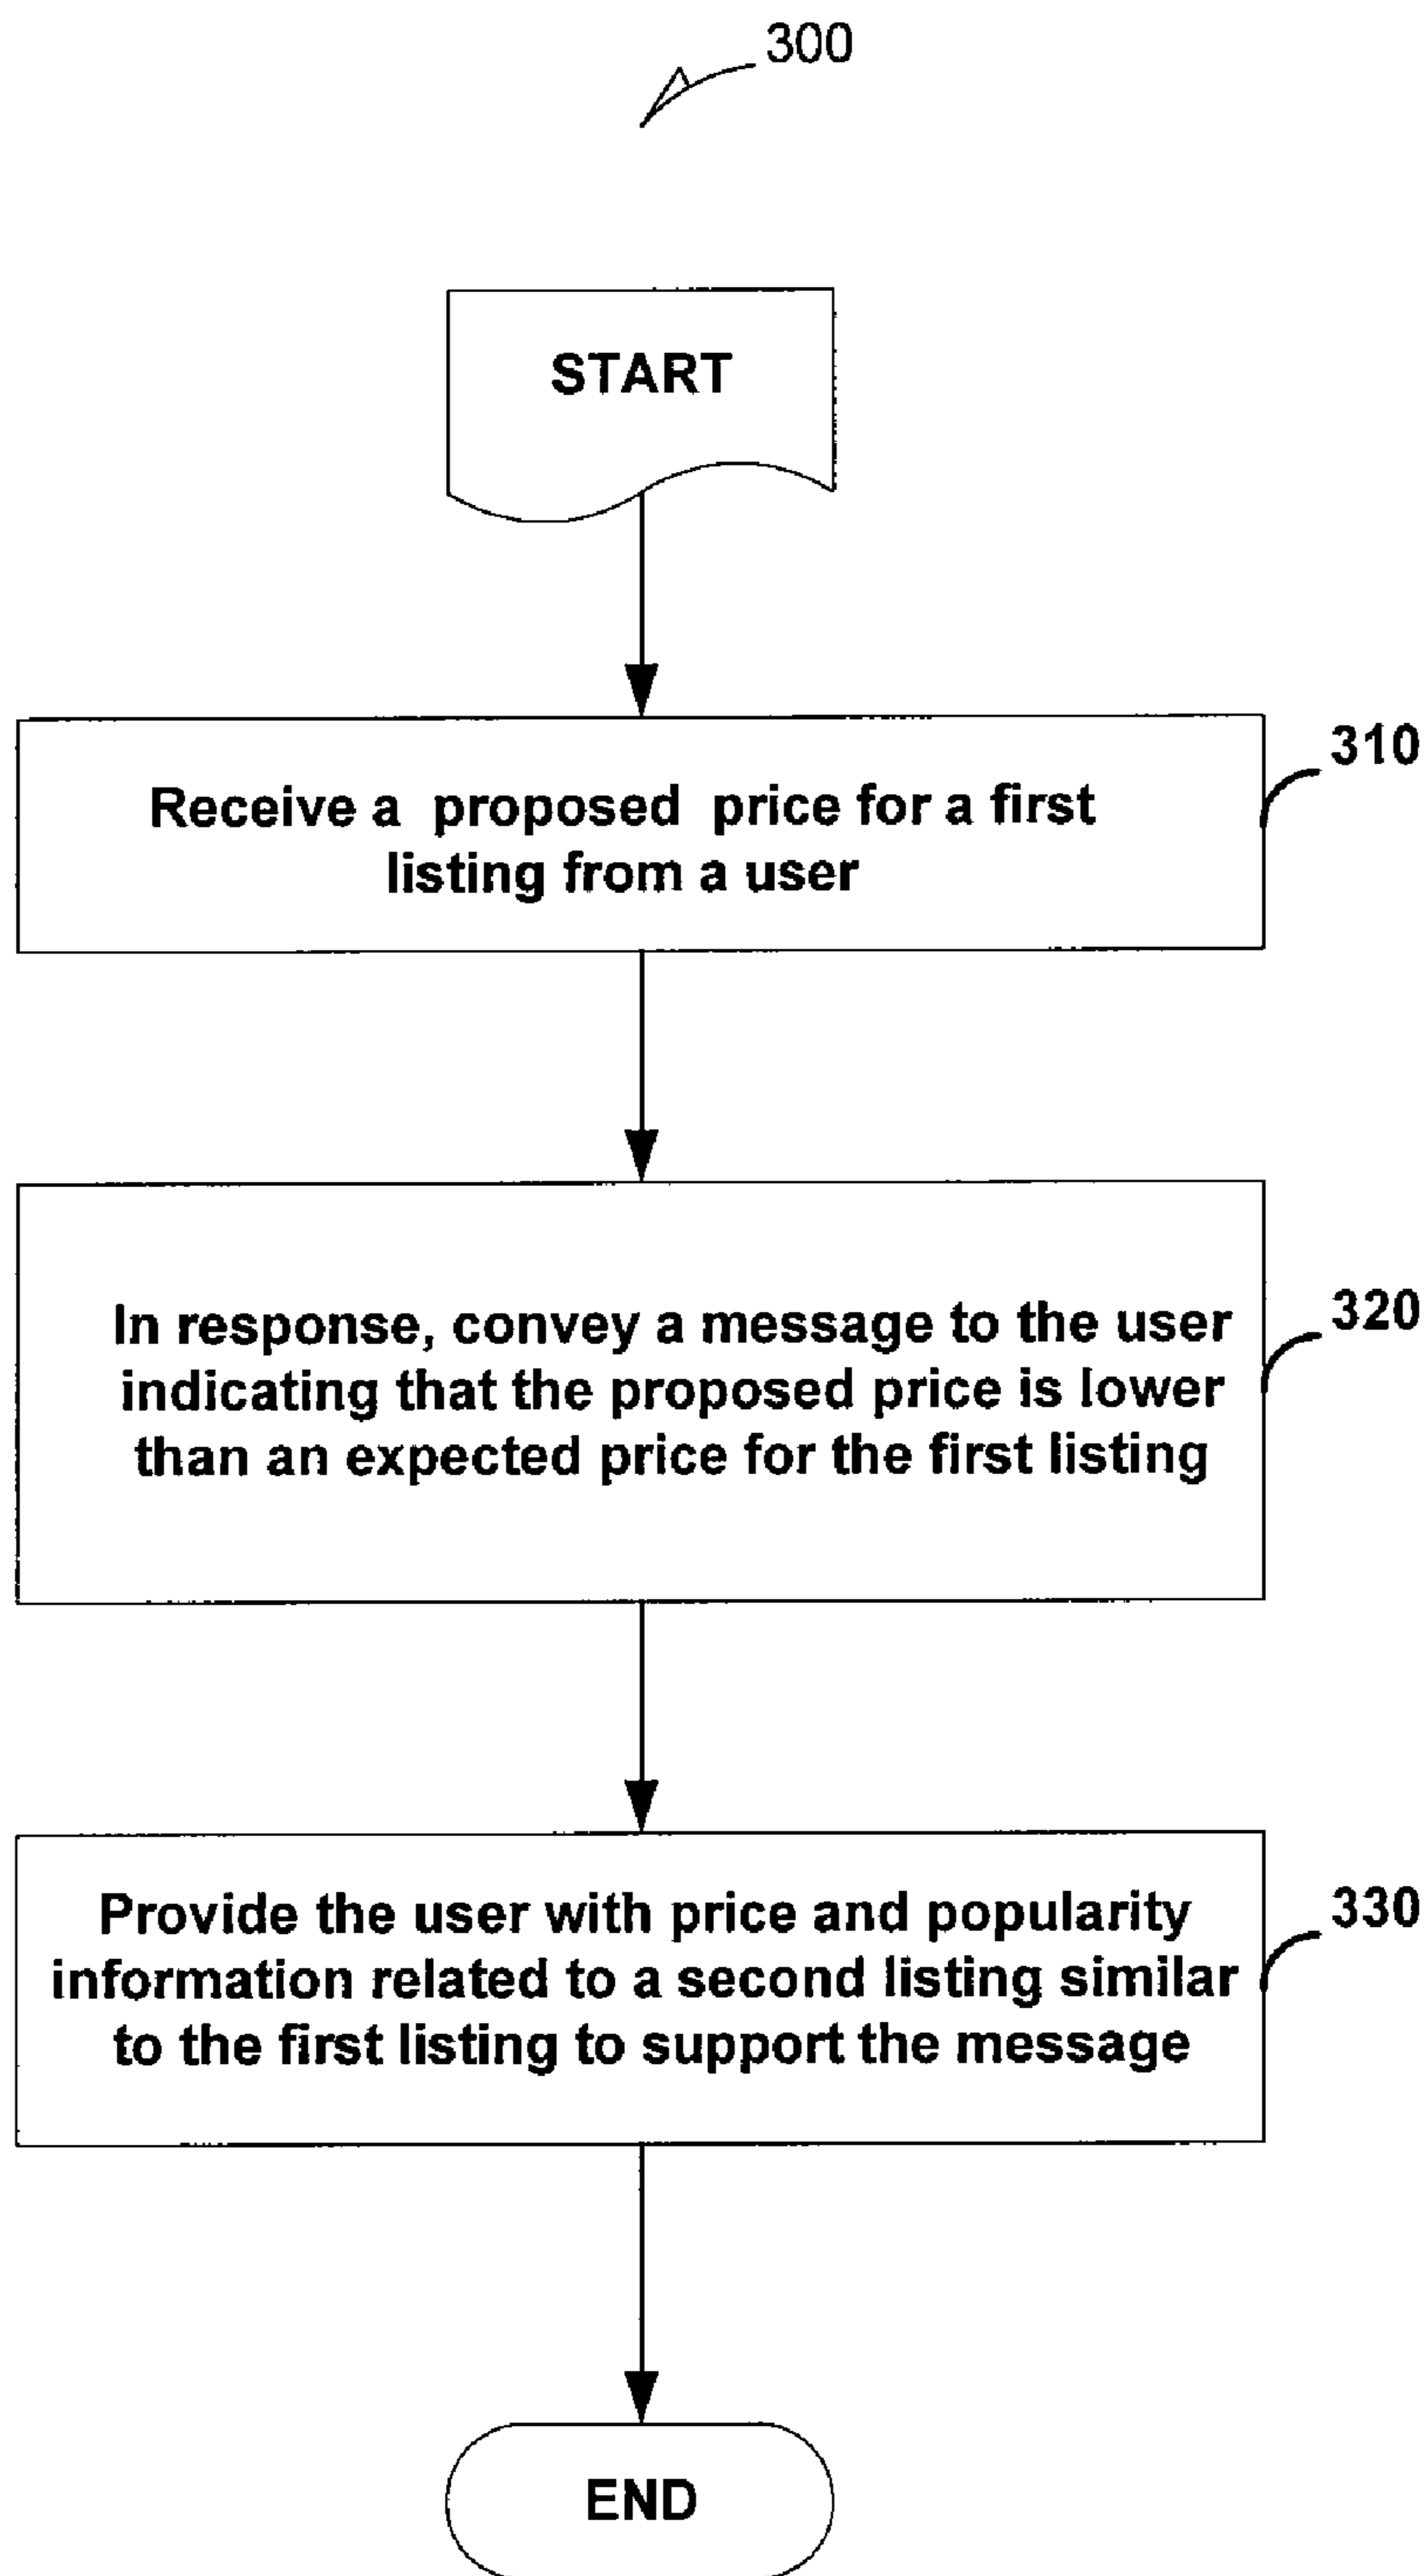 300
START
Receive a proposed price for a first
listing from a user
310
In response, convey a message to the user
indicating that the proposed price is lower
than an expected price for the first listing
320
Provide the user with price and popularity
information related to a second listing similar
to the first listing to support the message
330
END